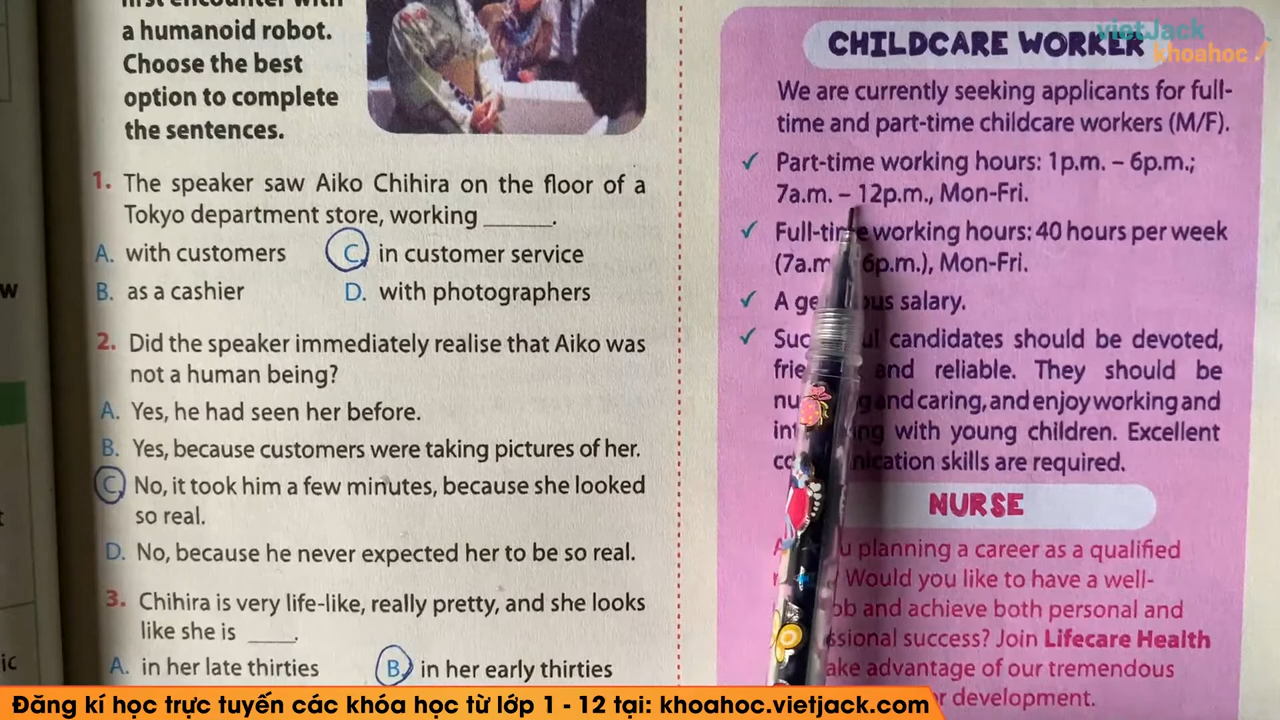 first encounter with
a humanoid robot.
Choose the best
option to complete
the sentences.
1. The speaker saw Aiko Chihira on the floor of a
Tokyo department store, working ______.
A. with customers
C. in customer service
B. as a cashier
D. with photographers
2. Did the speaker immediately realise that Aiko was
not a human being?
A. Yes, he had seen her before.
B. Yes, because customers were taking pictures of her.
C. No, it took him a few minutes, because she looked
so real.
D. No, because he never expected her to be so real.
3. Chihira is very life-like, really pretty, and she looks
like she is ____.
A. in her late thirties
B. in her early thirties
vietJack
khoahoc
CHILDCARE WORKER
We are currently seeking applicants for full-
time and part-time childcare workers (M/F).
✓ Part-time working hours: 1p.m. – 6p.m.;
7a.m. – 12p.m., Mon-Fri.
✓ Full-time working hours: 40 hours per week
(7a.m 6p.m.), Mon-Fri.
✓ A salary.
✓ candidates should be devoted,
and reliable. They should be
and caring, and enjoy working and
with young children. Excellent
skills are required.
NURSE
planning a career as a qualified
Would you like to have a well-
and achieve both personal and
success? Join Lifecare Health
advantage of our tremendous
development.
w
ic
Đăng kí học trực tuyến các khóa học từ lớp 1 - 12 tại: khoahoc.vietjack.com